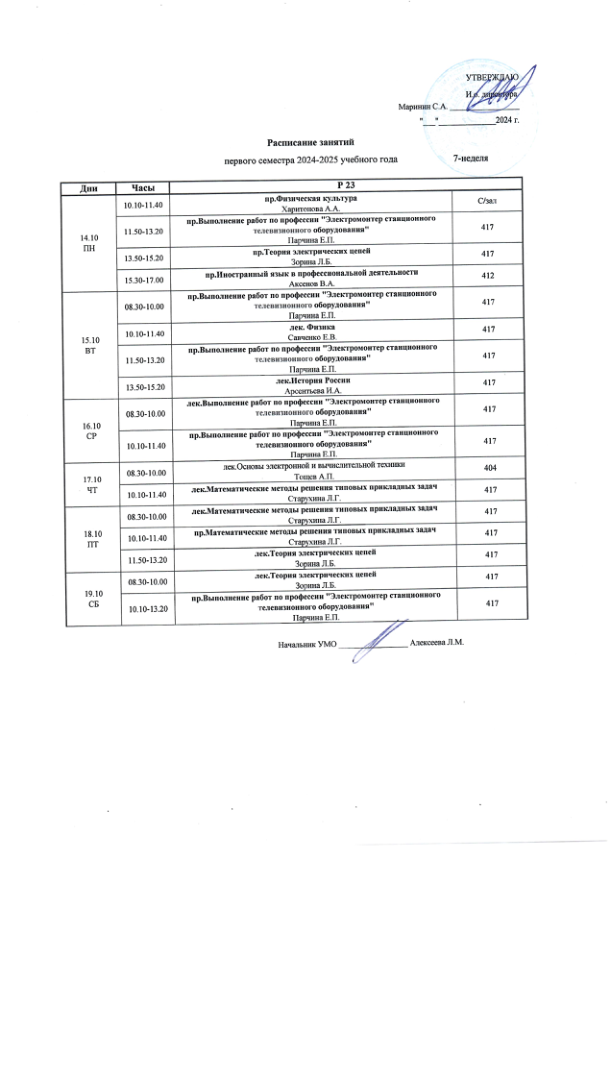 УТВЕРЖДАЮ
И.о. директора
Маринин С.А. ________________
"___"______________2024 г.
Расписание занятий
первого семестра 2024-2025 учебного года 7-неделя
Дни Часы Р 23
14.10
ПН
10.10-11.40 пр.Физическая культура С/зал
Харитонова А.А.
11.50-13.20 пр.Выполнение работ по профессии "Электромонтер станционного 417
телевизионного оборудования"
Парчина Е.П.
13.50-15.20 пр.Теория электрических цепей 417
Зорина Л.Б.
15.30-17.00 пр.Иностранный язык в профессиональной деятельности 412
Аксенов В.А.
15.10
ВТ
08.30-10.00 пр.Выполнение работ по профессии "Электромонтер станционного 417
телевизионного оборудования"
Парчина Е.П.
10.10-11.40 лек. Физика 417
Савченко Е.В.
11.50-13.20 пр.Выполнение работ по профессии "Электромонтер станционного 417
телевизионного оборудования"
Парчина Е.П.
13.50-15.20 лек.История России 417
Арсентьева И.А.
16.10
СР
08.30-10.00 лек.Выполнение работ по профессии "Электромонтер станционного 417
телевизионного оборудования"
Парчина Е.П.
10.10-11.40 пр.Выполнение работ по профессии "Электромонтер станционного 417
телевизионного оборудования"
Парчина Е.П.
17.10
ЧТ
08.30-10.00 лек.Основы электронной и вычислительной техники 404
Тощев А.П.
10.10-11.40 лек.Математические методы решения типовых прикладных задач 417
Старухина Л.Г.
18.10
ПТ
08.30-10.00 лек.Математические методы решения типовых прикладных задач 417
Старухина Л.Г.
10.10-11.40 пр.Математические методы решения типовых прикладных задач 417
Старухина Л.Г.
11.50-13.20 лек.Теория электрических цепей 417
Зорина Л.Б.
19.10
СБ
08.30-10.00 лек.Теория электрических цепей 417
Зорина Л.Б.
10.10-13.20 пр.Выполнение работ по профессии "Электромонтер станционного 417
телевизионного оборудования"
Парчина Е.П.
Начальник УМО ________________ Алексеева Л.М.